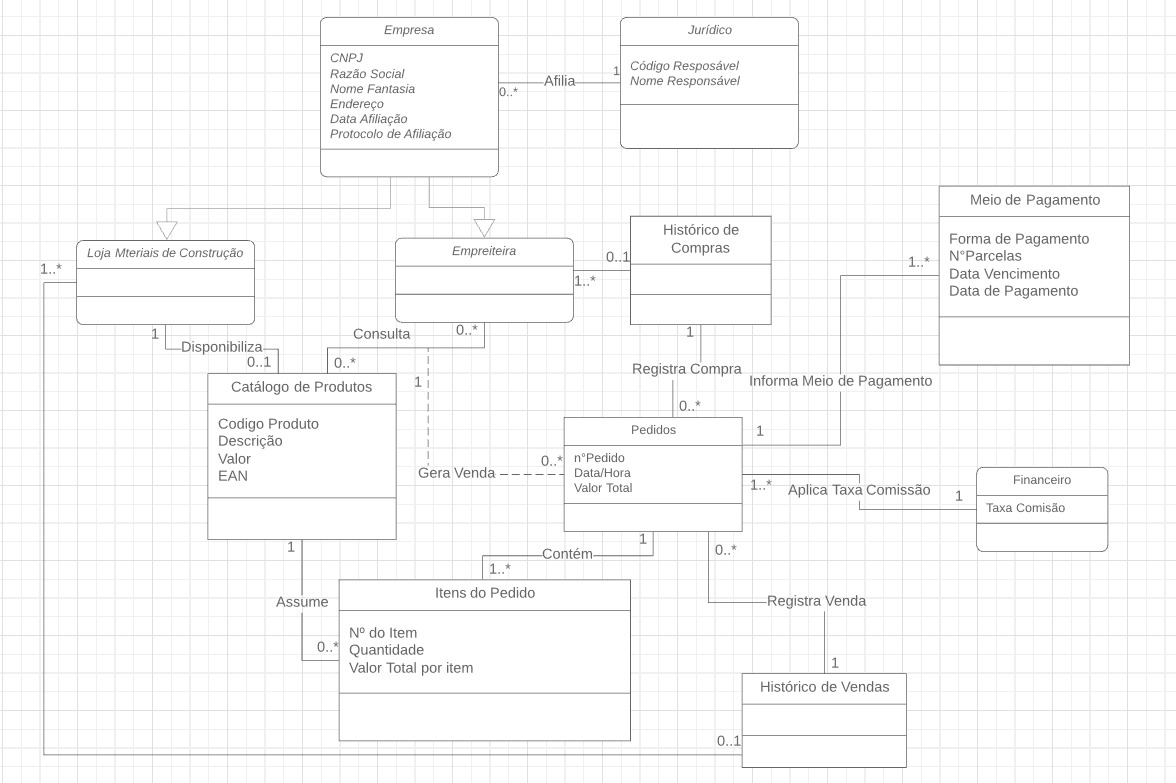 Empresa
CNPJ
Razão Social
Nome Fantasia
Endereço
Data Afiliação
Protocolo de Afiliação
Jurídico
Código Resposável
Nome Responsável
1
Afilia
0..*
Meio de Pagamento
Forma de Pagamento
N°Parcelas
Data Vencimento
Data de Pagamento
Loja Mteriais de Construção
Empreiteira
Histórico de
Compras
1..*
0..1
1..*
1..*
1
Disponibiliza
0..1
Consulta
0..*
0..*
1
1
Registra Compra
0..*
Informa Meio de Pagamento
Catálogo de Produtos
Codigo Produto
Descrição
Valor
EAN
Gera Venda
0..*
Pedidos
n°Pedido
Data/Hora
Valor Total
1
1..*
Aplica Taxa Comissão
1
Financeiro
Taxa Comisão
1
Assume
0..*
1
Contém
1..*
0..*
Registra Venda
1
Itens do Pedido
Nº do Item
Quantidade
Valor Total por item
Histórico de Vendas
0..1